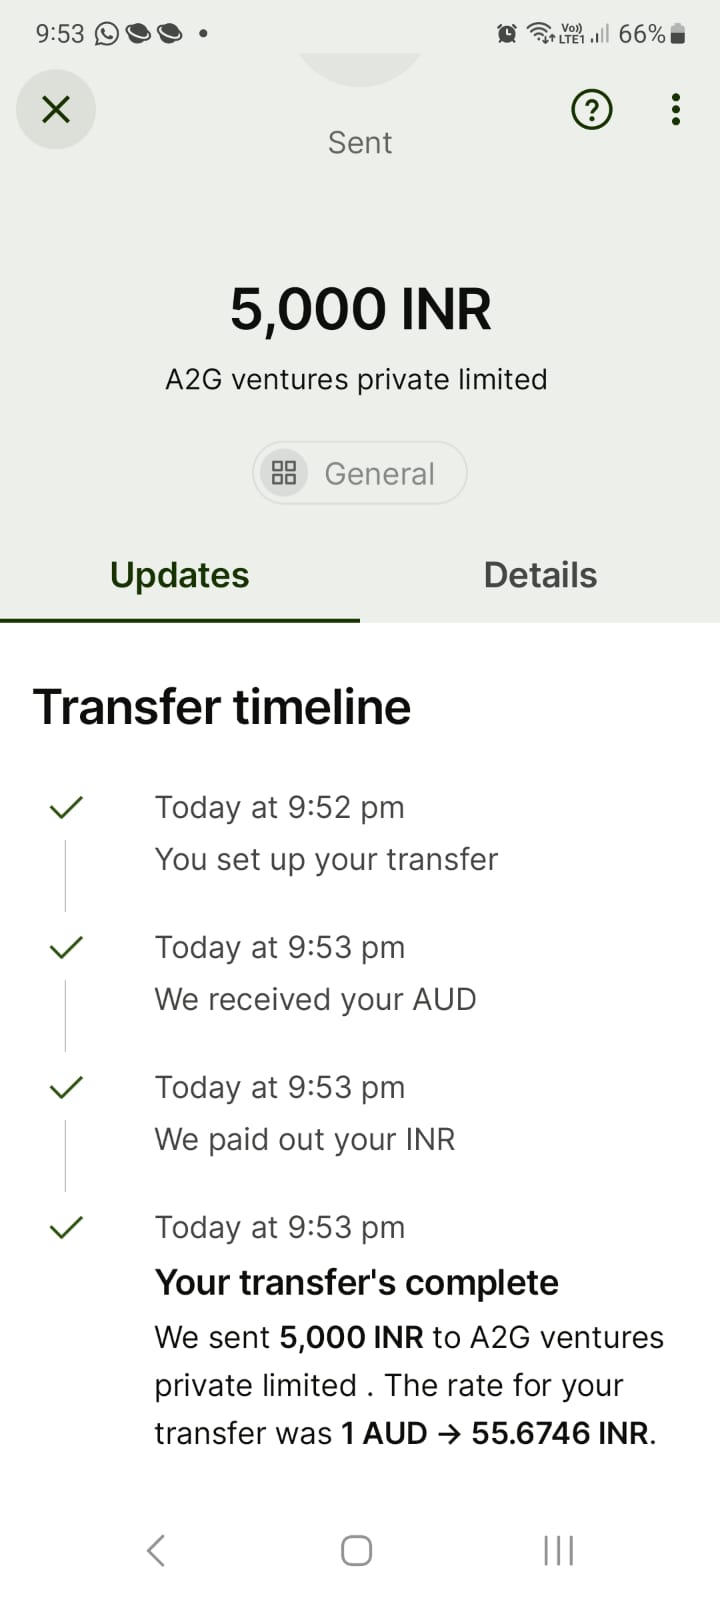 9:53
Vo))
LTE1
66%
?
Sent
5,000 INR
A2G ventures private limited
General
Updates
Details
Transfer timeline
Today at 9:52 pm
You set up your transfer
Today at 9:53 pm
We received your AUD
Today at 9:53 pm
We paid out your INR
Today at 9:53 pm
Your transfer's complete
We sent 5,000 INR to A2G ventures
private limited . The rate for your
transfer was 1 AUD → 55.6746 INR.